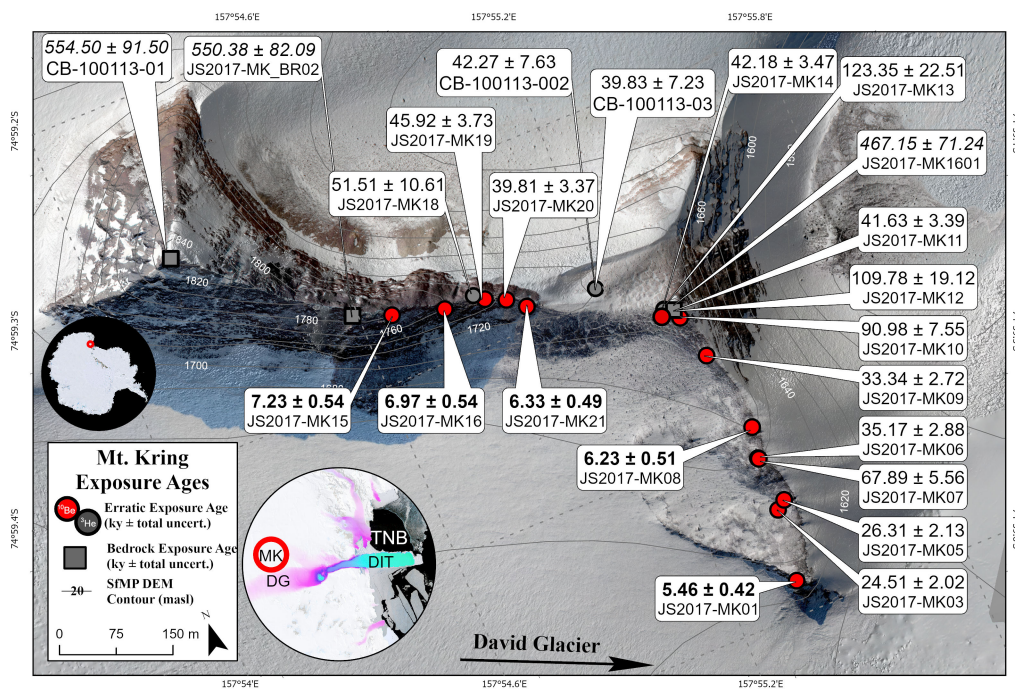 157°54.6'E
157°55.2'E
157°55.8'E
554.50 ± 91.50
CB-100113-01
550.38 ± 82.09
JS2017-MK_BR02
42.27 ± 7.63
CB-100113-002
39.83 ± 7.23
CB-100113-03
42.18 ± 3.47
JS2017-MK14
123.35 ± 22.51
JS2017-MK13
45.92 ± 3.73
JS2017-MK19
467.15 ± 71.24
JS2017-MK1601
51.51 ± 10.61
JS2017-MK18
39.81 ± 3.37
JS2017-MK20
41.63 ± 3.39
JS2017-MK11
109.78 ± 19.12
JS2017-MK12
90.98 ± 7.55
JS2017-MK10
33.34 ± 2.72
JS2017-MK09
7.23 ± 0.54
JS2017-MK15
6.97 ± 0.54
JS2017-MK16
6.33 ± 0.49
JS2017-MK21
35.17 ± 2.88
JS2017-MK06
6.23 ± 0.51
JS2017-MK08
67.89 ± 5.56
JS2017-MK07
26.31 ± 2.13
JS2017-MK05
24.51 ± 2.02
JS2017-MK03
5.46 ± 0.42
JS2017-MK01
74°59.2'S
74°59.3'S
74°59.4'S
1840
1820
1800
1780
1760
1720
1700
1600
1660
1640
1620
Mt. Kring
Exposure Ages
¹⁰Be
³He
Erratic Exposure Age
(ky ± total uncert.)
Bedrock Exposure Age
(ky ± total uncert.)
20
SfMP DEM
Contour (masl)
N
0 75 150 m
MK
DG
TNB
DIT
David Glacier
157°54'E
157°54.6'E
157°55.2'E